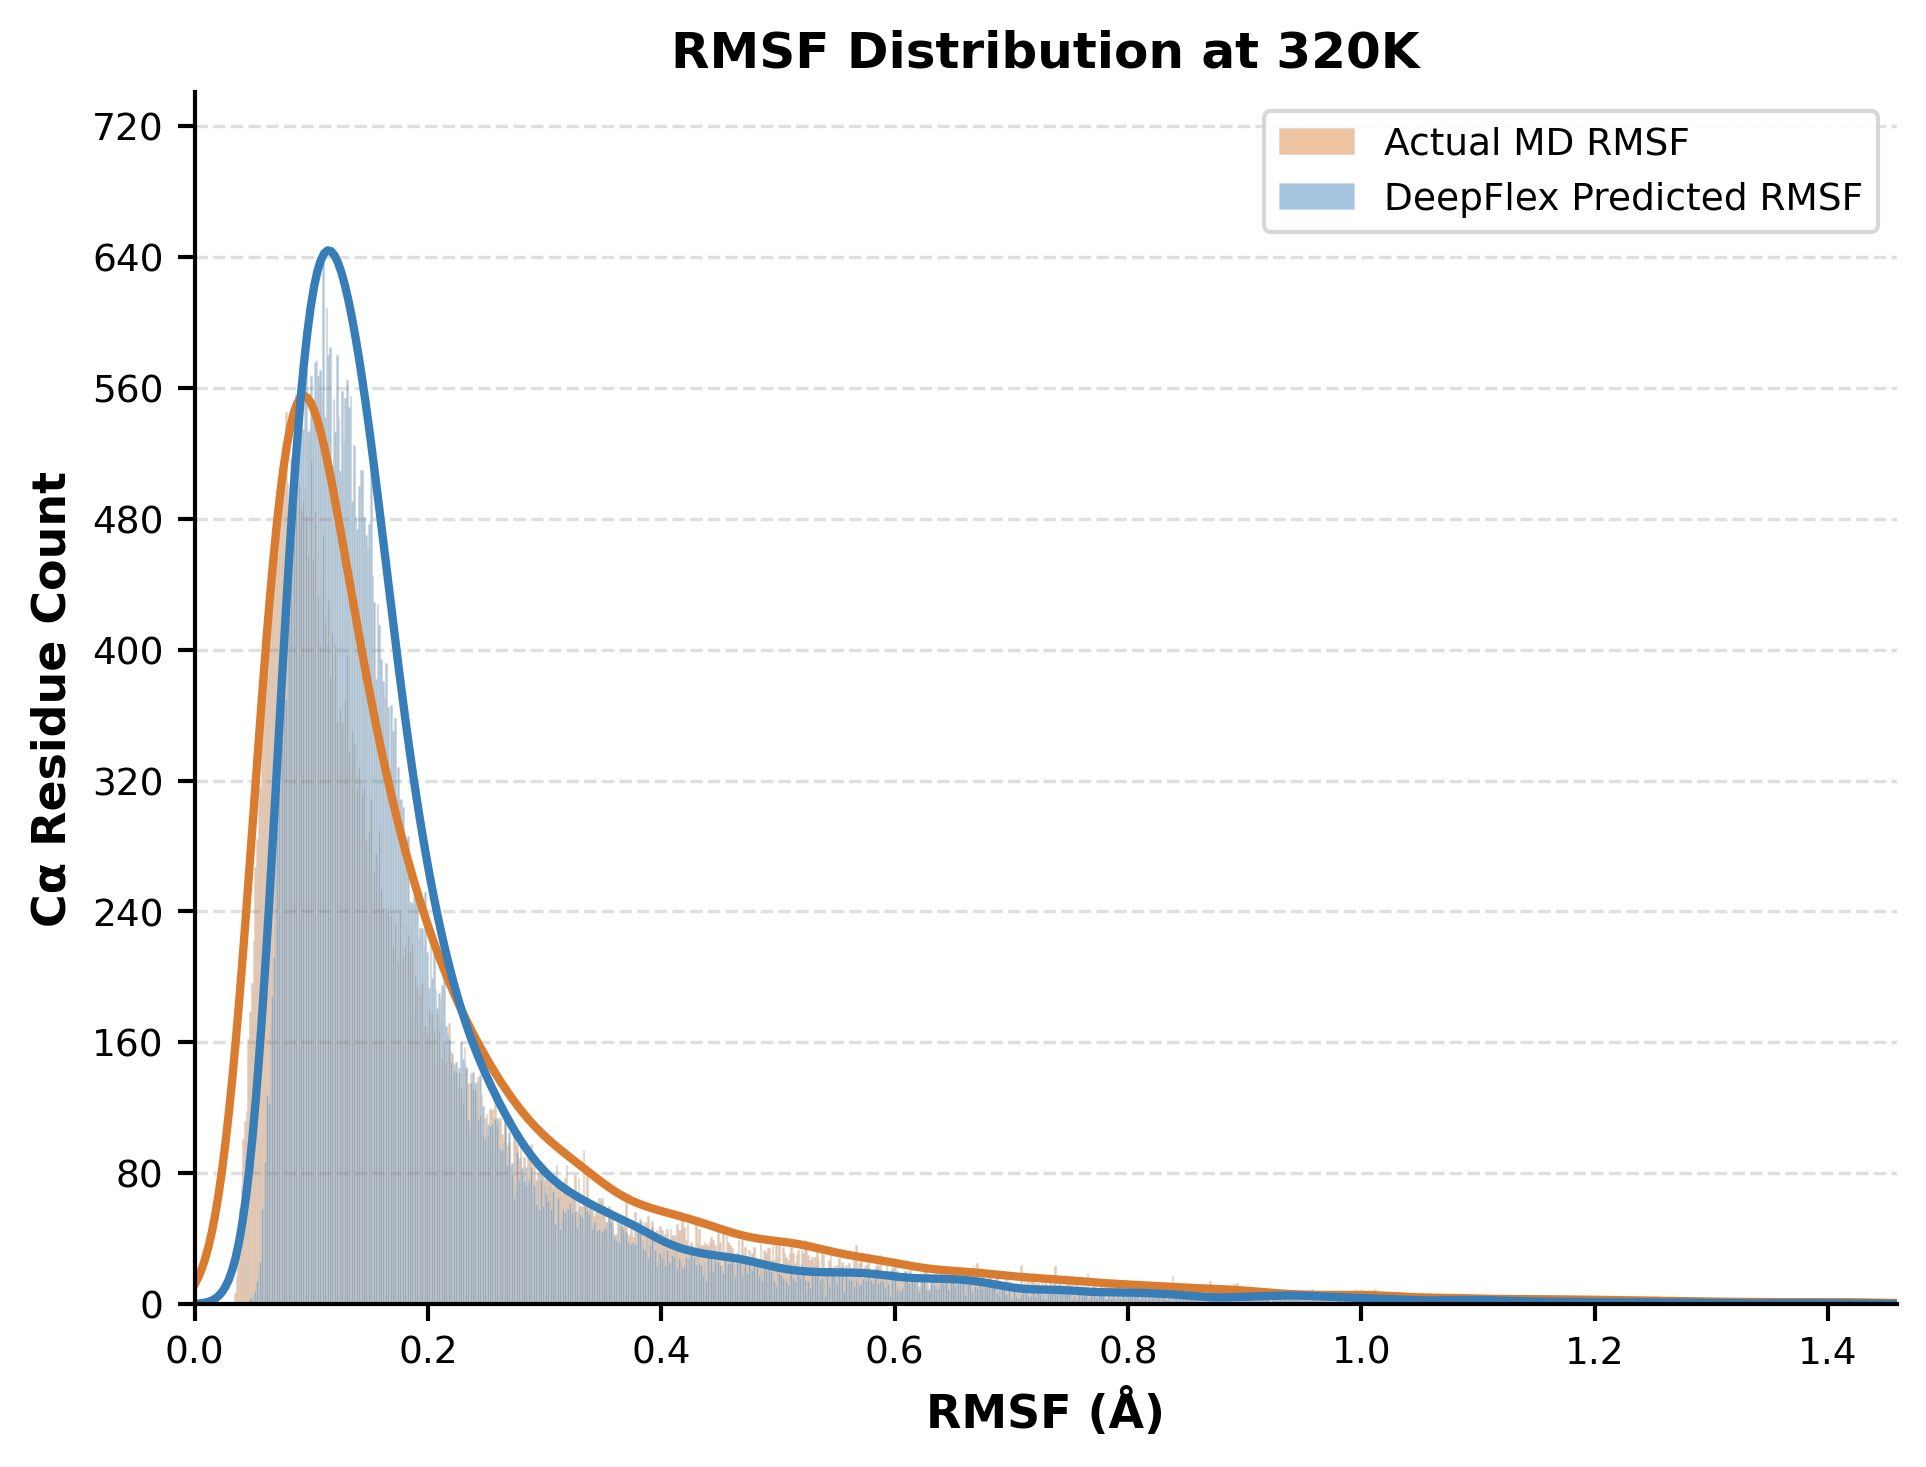 RMSF Distribution at 320K
Actual MD RMSF
DeepFlex Predicted RMSF
Cα Residue Count
720
640
560
480
400
320
240
160
80
0
0.0 0.2 0.4 0.6 0.8 1.0 1.2 1.4
RMSF (Å)